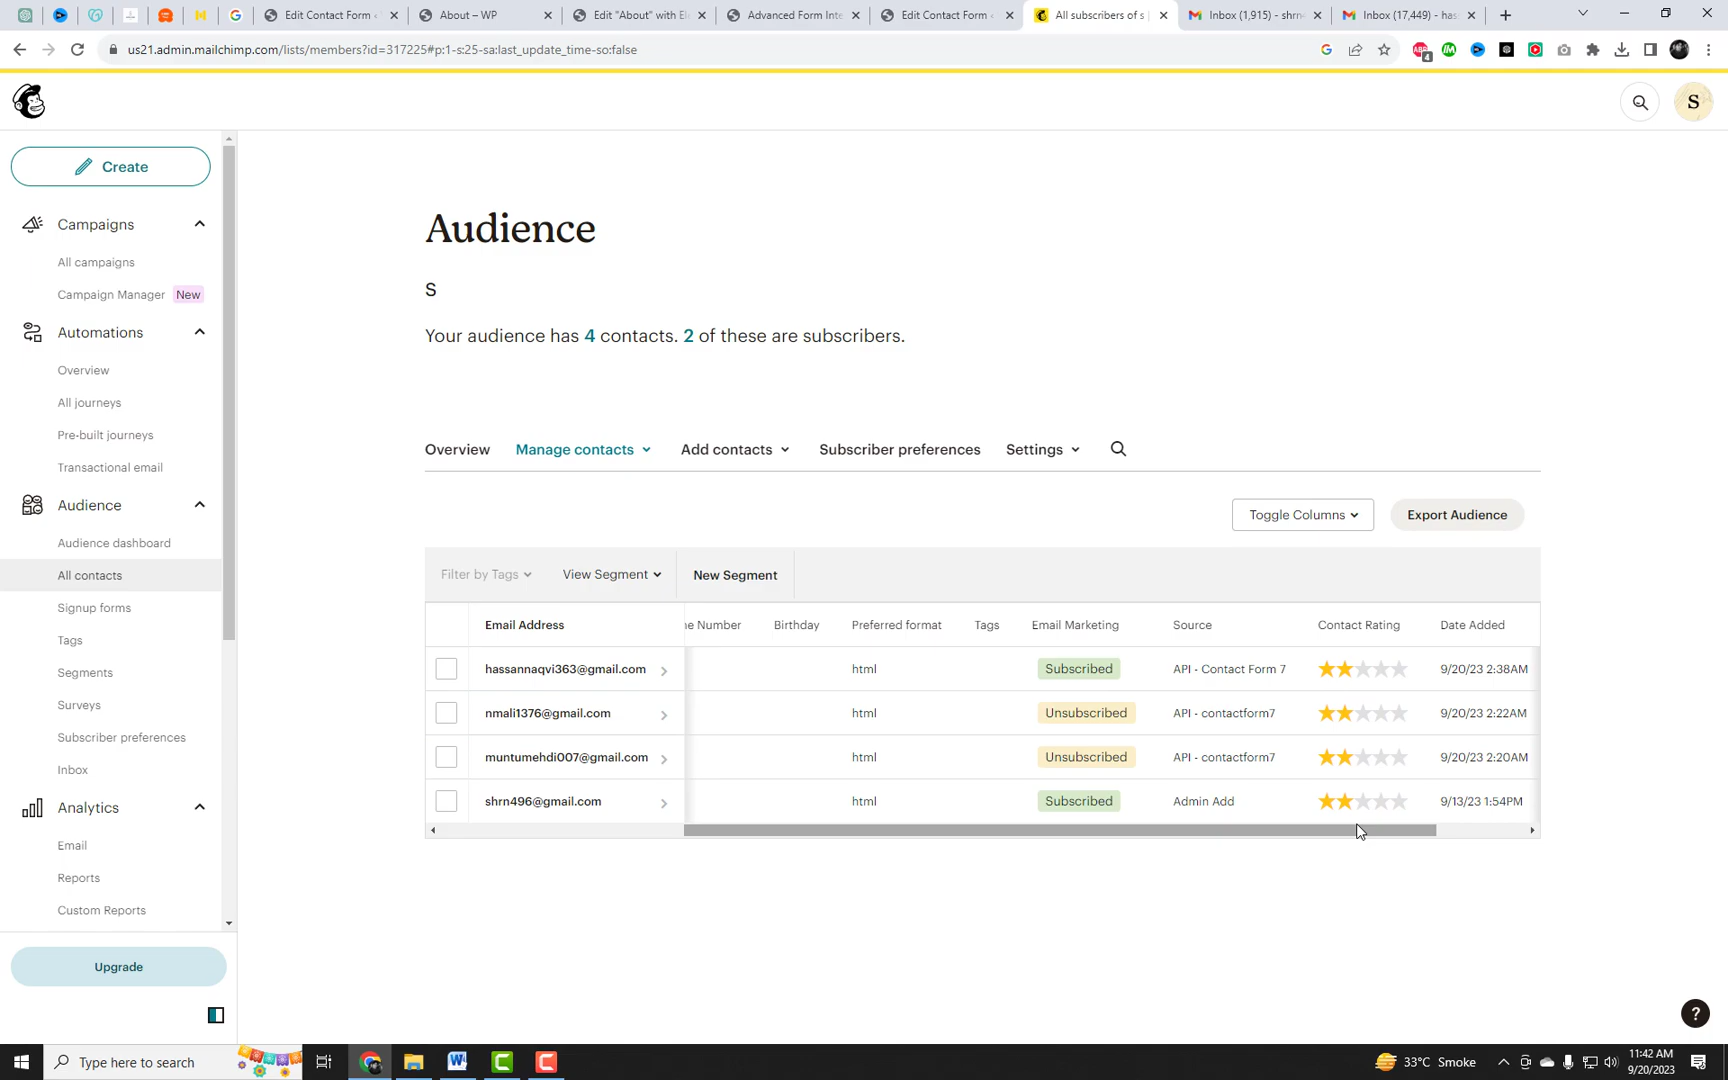 Edit Contact Form
About – WP
Edit "About" with El
Advanced Form Inte
Edit Contact Form
All subscribers of s
Inbox (1,915) - shrn
Inbox (17,449) - has
us21.admin.mailchimp.com/lists/members?id=317225#p:1-s:25-sa:last_update_time-so:false
S
Create
Campaigns
All campaigns
Campaign Manager New
Automations
Overview
All journeys
Pre-built journeys
Transactional email
Audience
Audience dashboard
All contacts
Signup forms
Tags
Segments
Surveys
Subscriber preferences
Inbox
Analytics
Email
Reports
Custom Reports
Upgrade
Audience
S
Your audience has 4 contacts. 2 of these are subscribers.
Overview Manage contacts Add contacts Subscriber preferences Settings
Toggle Columns Export Audience
Filter by Tags View Segment New Segment
Email Address ne Number Birthday Preferred format Tags Email Marketing Source Contact Rating Date Added
hassannaqvi363@gmail.com html Subscribed API - Contact Form 7 9/20/23 2:38AM
nmali1376@gmail.com html Unsubscribed API - contactform7 9/20/23 2:22AM
muntumehdi007@gmail.com html Unsubscribed API - contactform7 9/20/23 2:20AM
shrn496@gmail.com html Subscribed Admin Add 9/13/23 1:54PM
?
Type here to search
33°C Smoke
11:42 AM
9/20/2023